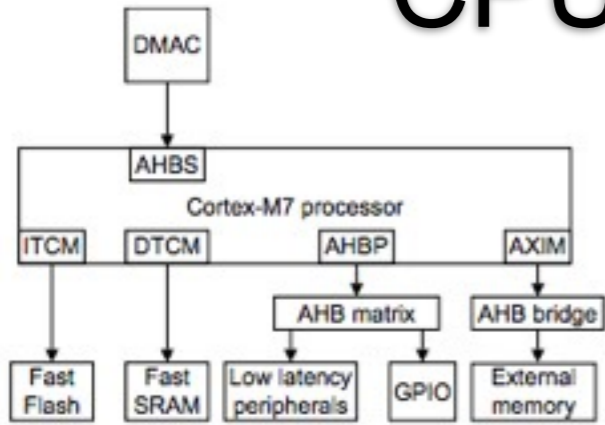 CPU
DMAC
AHBS
Cortex-M7 processor
ITCM
DTCM
AHBP
AXIM
AHB matrix
AHB bridge
Fast
Flash
Fast
SRAM
Low latency
peripherals
GPIO
External
memory